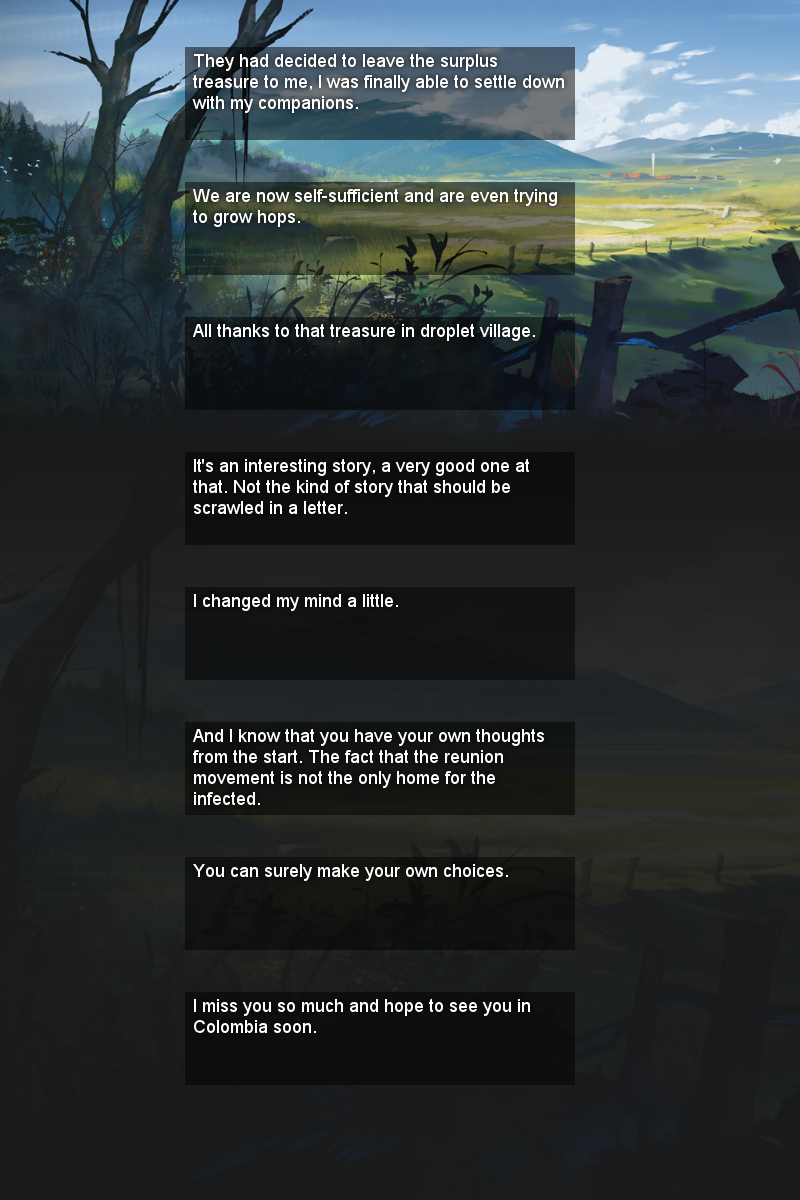 They had decided to leave the surplus
treasure to me, I was finally able to settle down
with my companions.
We are now self-sufficient and are even trying
to grow hops.
All thanks to that treasure in droplet village.
It's an interesting story, a very good one at
that. Not the kind of story that should be
scrawled in a letter.
I changed my mind a little.
And I know that you have your own thoughts
from the start. The fact that the reunion
movement is not the only home for the
infected.
You can surely make your own choices.
I miss you so much and hope to see you in
Colombia soon.